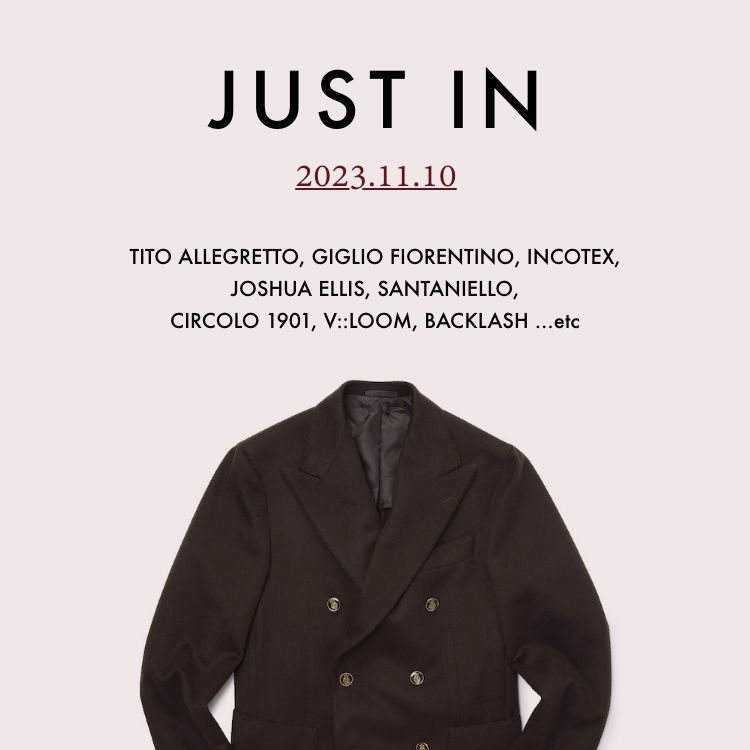 JUST IN
2023.11.10
TITO ALLEGRETTO, GIGLIO FIORENTINO, INCOTEX,
JOSHUA ELLIS, SANTANIELLO,
CIRCOLO 1901, V::LOOM, BACKLASH ...etc